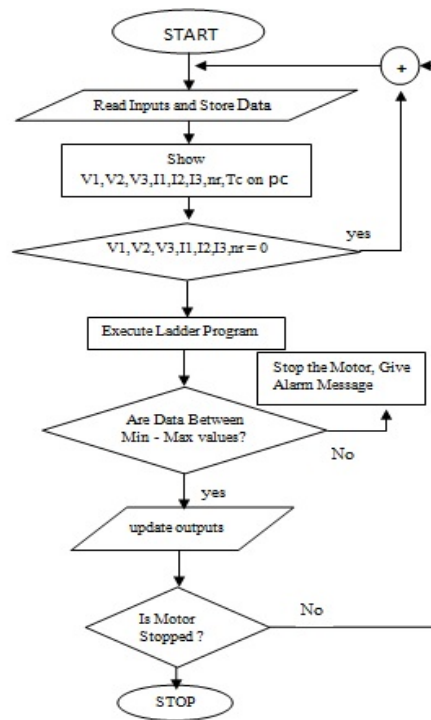 START
+
Read Inputs and Store Data
Show
V1,V2,V3,I1,I2,I3,nr,Tc on pc
V1,V2,V3,I1,I2,I3,nr = 0
yes
Execute Ladder Program
Stop the Motor, Give
Alarm Message
Are Data Between
Min - Max values?
No
yes
update outputs
Is Motor
Stopped ?
No
STOP